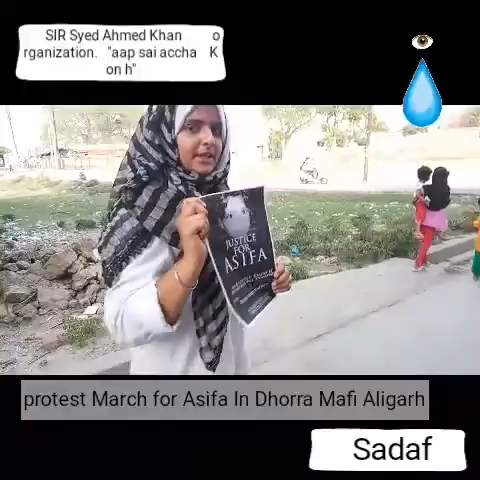 SIR Syed Ahmed Khan o
rganization. "aap sai accha K
on h"
JUSTICE
FOR
ASIFA
protest March for Asifa In Dhorra Mafi Aligarh
Sadaf